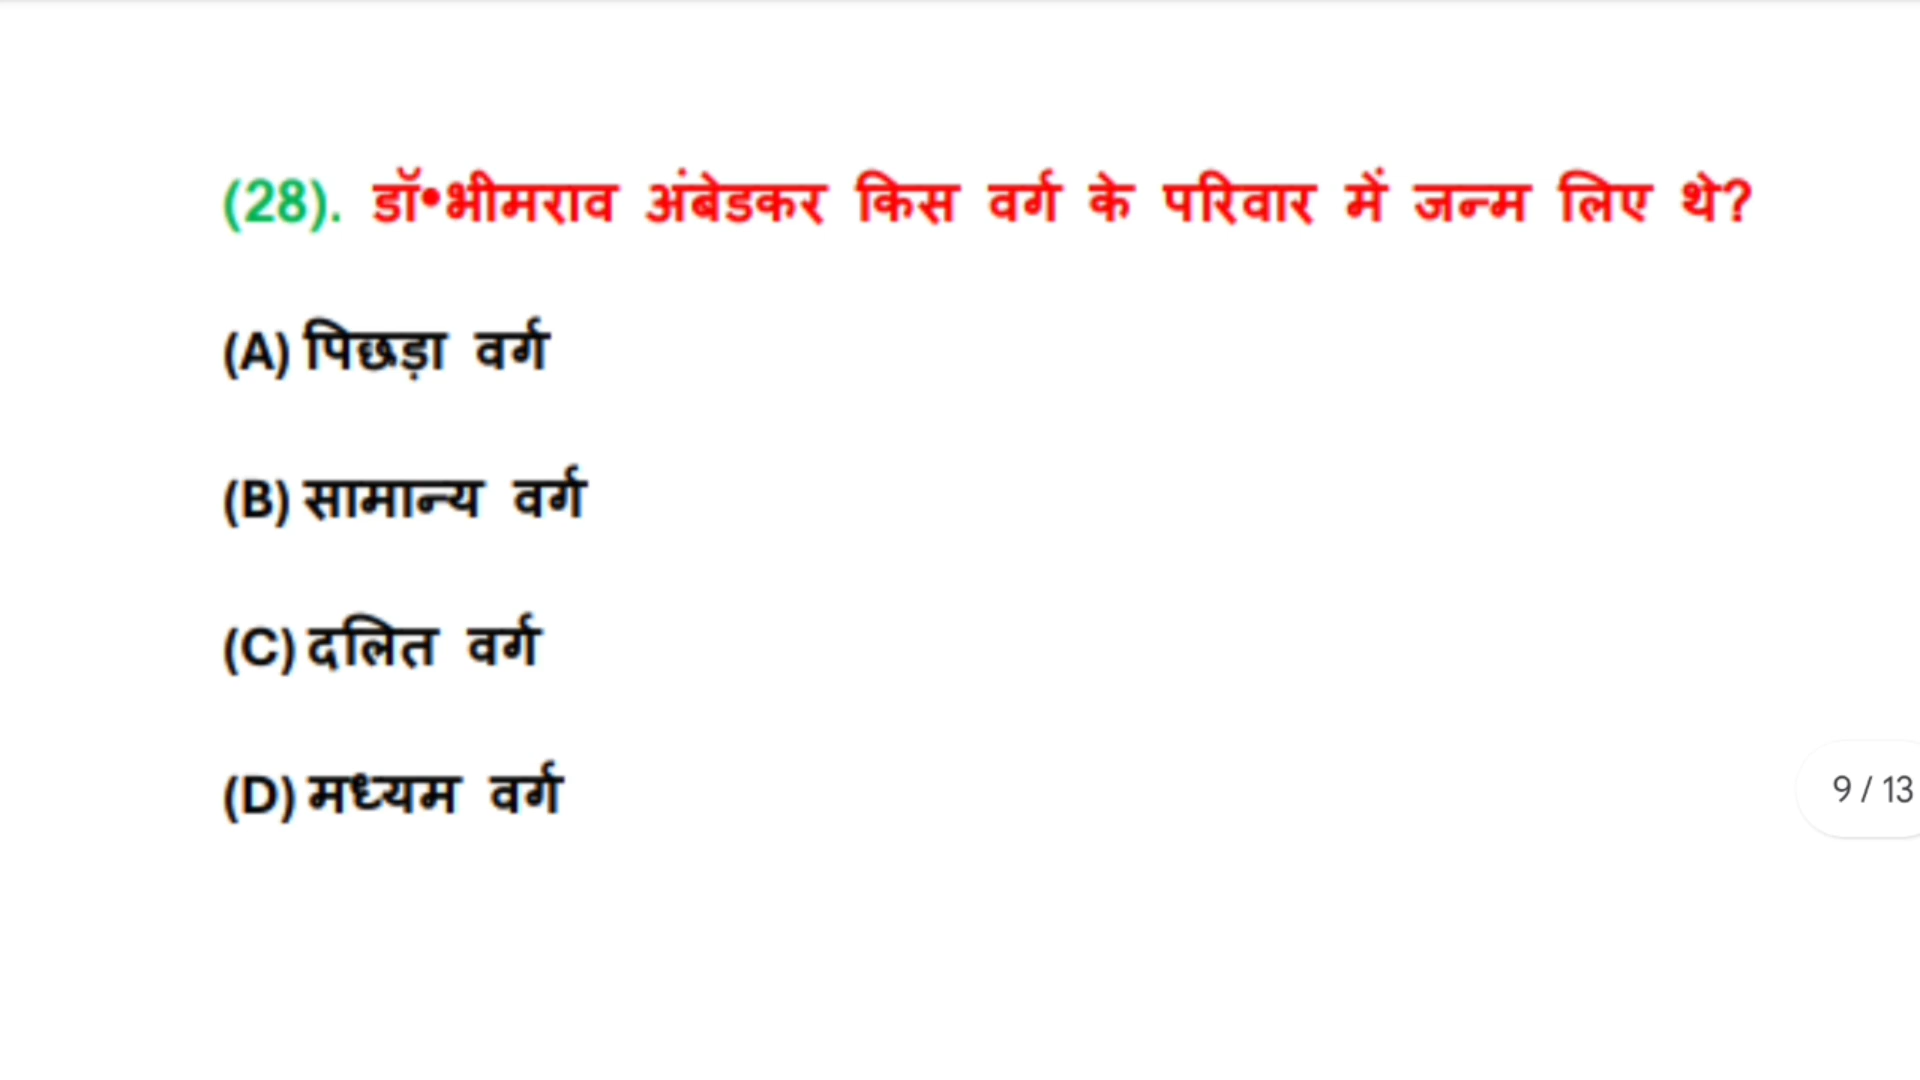 (28). डॉ•भीमराव अंबेडकर किस वर्ग के परिवार में जन्म लिए थे?
(A) पिछड़ा वर्ग
(B) सामान्य वर्ग
(C) दलित वर्ग
(D) मध्यम वर्ग
9 / 13